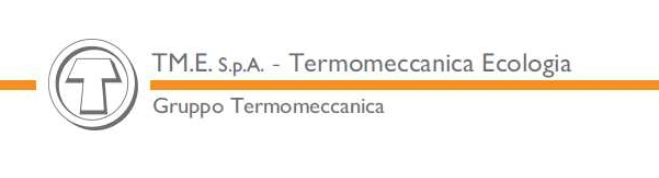 TM.E. S.p.A. - Termomeccanica Ecologia
Gruppo Termomeccanica